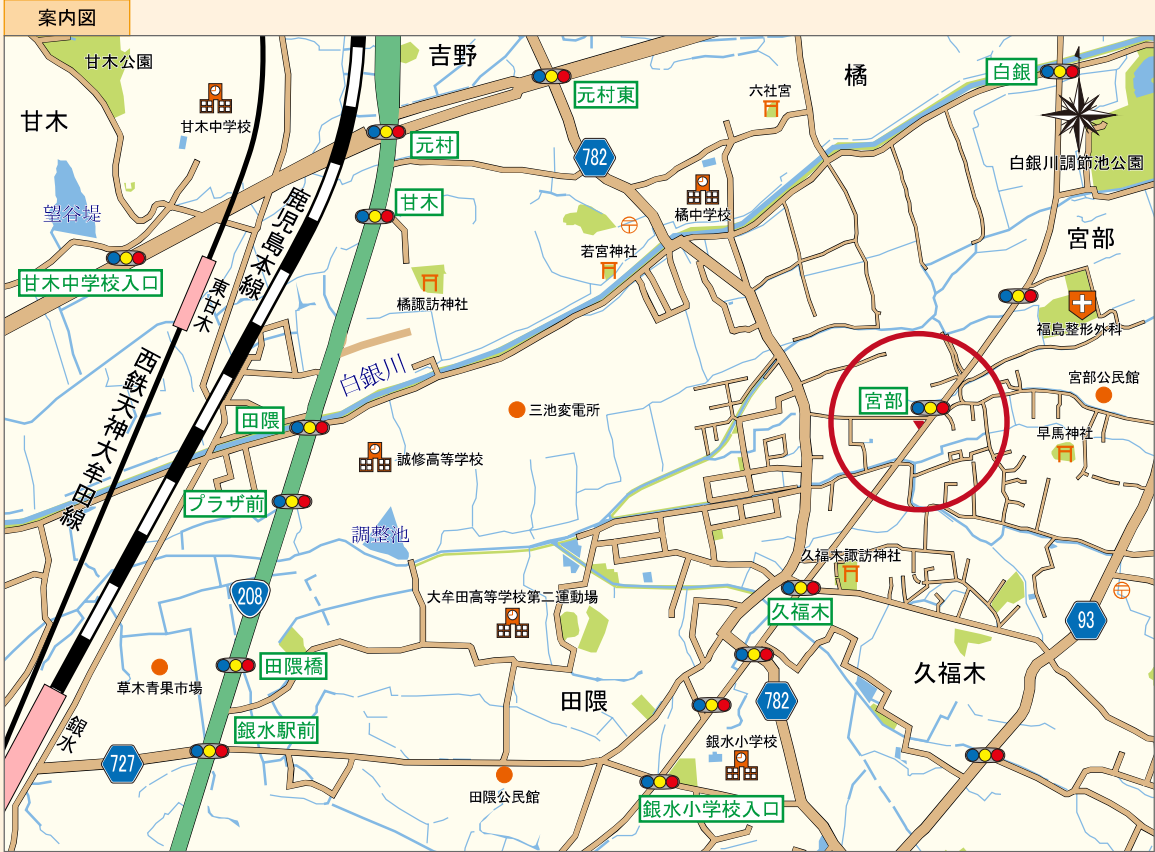 案内図
吉野
甘木公園
橘
白銀
元村東
六社宮
甘木
甘木中学校
元村
782
白銀川調節池公園
望谷堤
鹿児島本線
甘木
橘中学校
宮部
若宮神社
甘木中学校入口
東甘木
橘諏訪神社
福島整形外科
西鉄天神大牟田線
白銀川
宮部公民館
田隈
三池変電所
宮部
早馬神社
誠修高等学校
プラザ前
調整池
久福木諏訪神社
208
大牟田高等学校第二運動場
久福木
93
田隈橋
草木青果市場
田隈
782
久福木
銀水
銀水駅前
銀水小学校
727
田隈公民館
銀水小学校入口